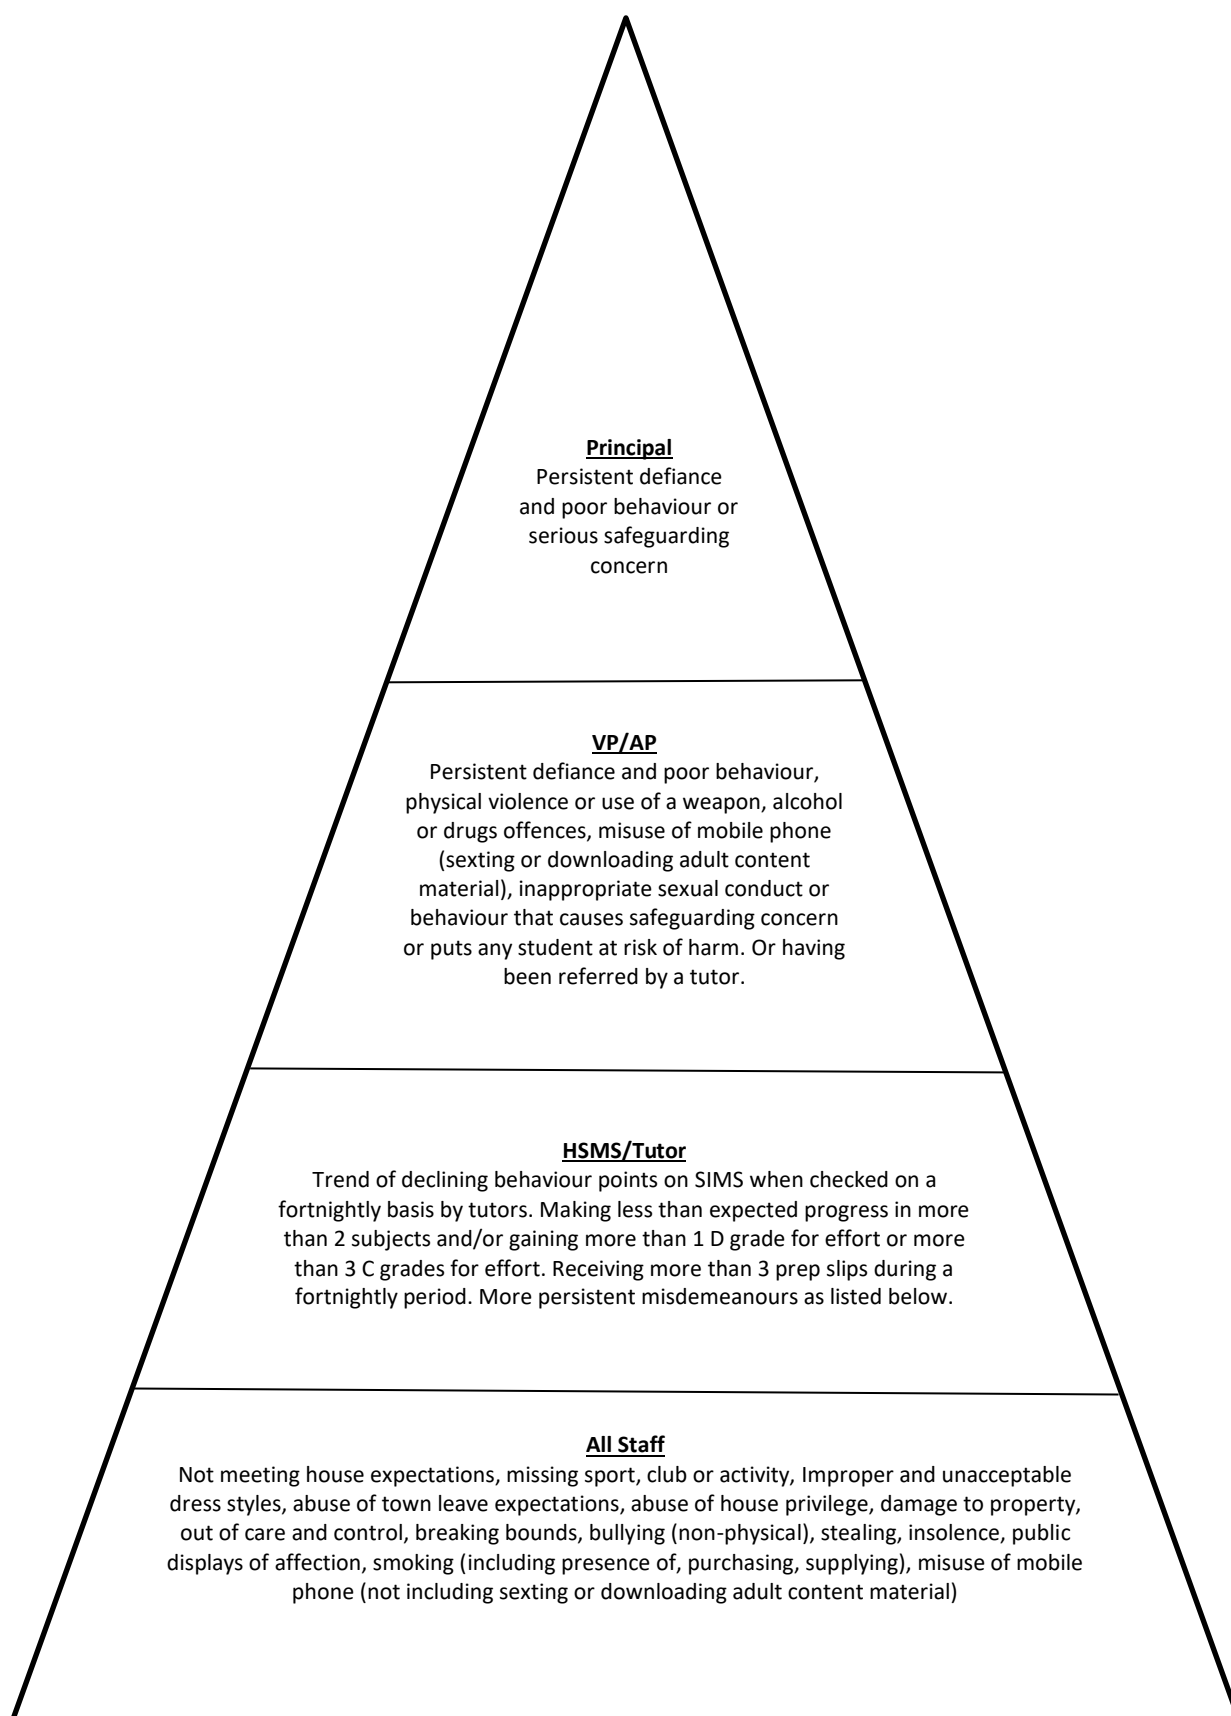 Principal
Persistent defiance
and poor behaviour or
serious safeguarding
concern
VP/AP
Persistent defiance and poor behaviour,
physical violence or use of a weapon, alcohol
or drugs offences, misuse of mobile phone
(sexting or downloading adult content
material), inappropriate sexual conduct or
behaviour that causes safeguarding concern
or puts any student at risk of harm. Or having
been referred by a tutor.
HSMS/Tutor
Trend of declining behaviour points on SIMS when checked on a
fortnightly basis by tutors. Making less than expected progress in more
than 2 subjects and/or gaining more than 1 D grade for effort or more
than 3 C grades for effort. Receiving more than 3 prep slips during a
fortnightly period. More persistent misdemeanours as listed below.
All Staff
Not meeting house expectations, missing sport, club or activity, Improper and unacceptable
dress styles, abuse of town leave expectations, abuse of house privilege, damage to property,
out of care and control, breaking bounds, bullying (non-physical), stealing, insolence, public
displays of affection, smoking (including presence of, purchasing, supplying), misuse of mobile
phone (not including sexting or downloading adult content material)